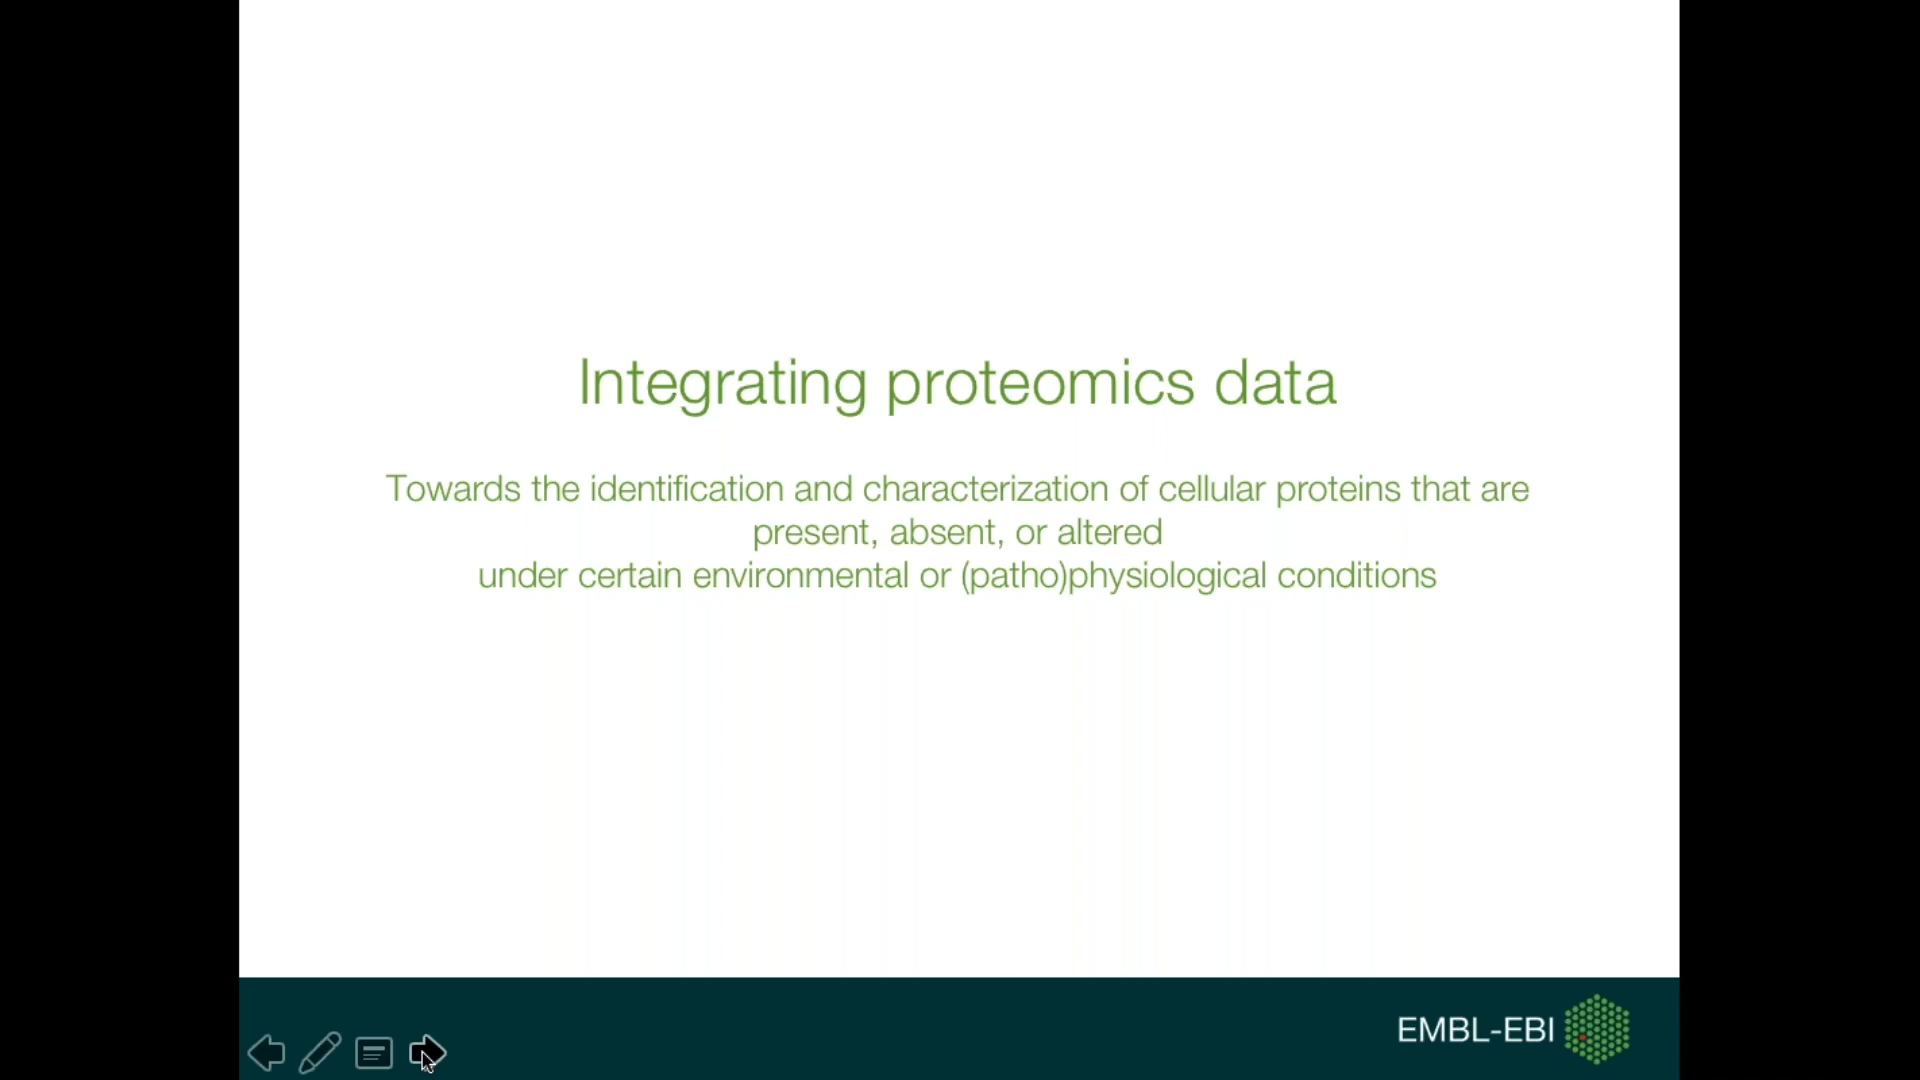 Integrating proteomics data
Towards the identification and characterization of cellular proteins that are
present, absent, or altered
under certain environmental or (patho)physiological conditions
EMBL-EBI